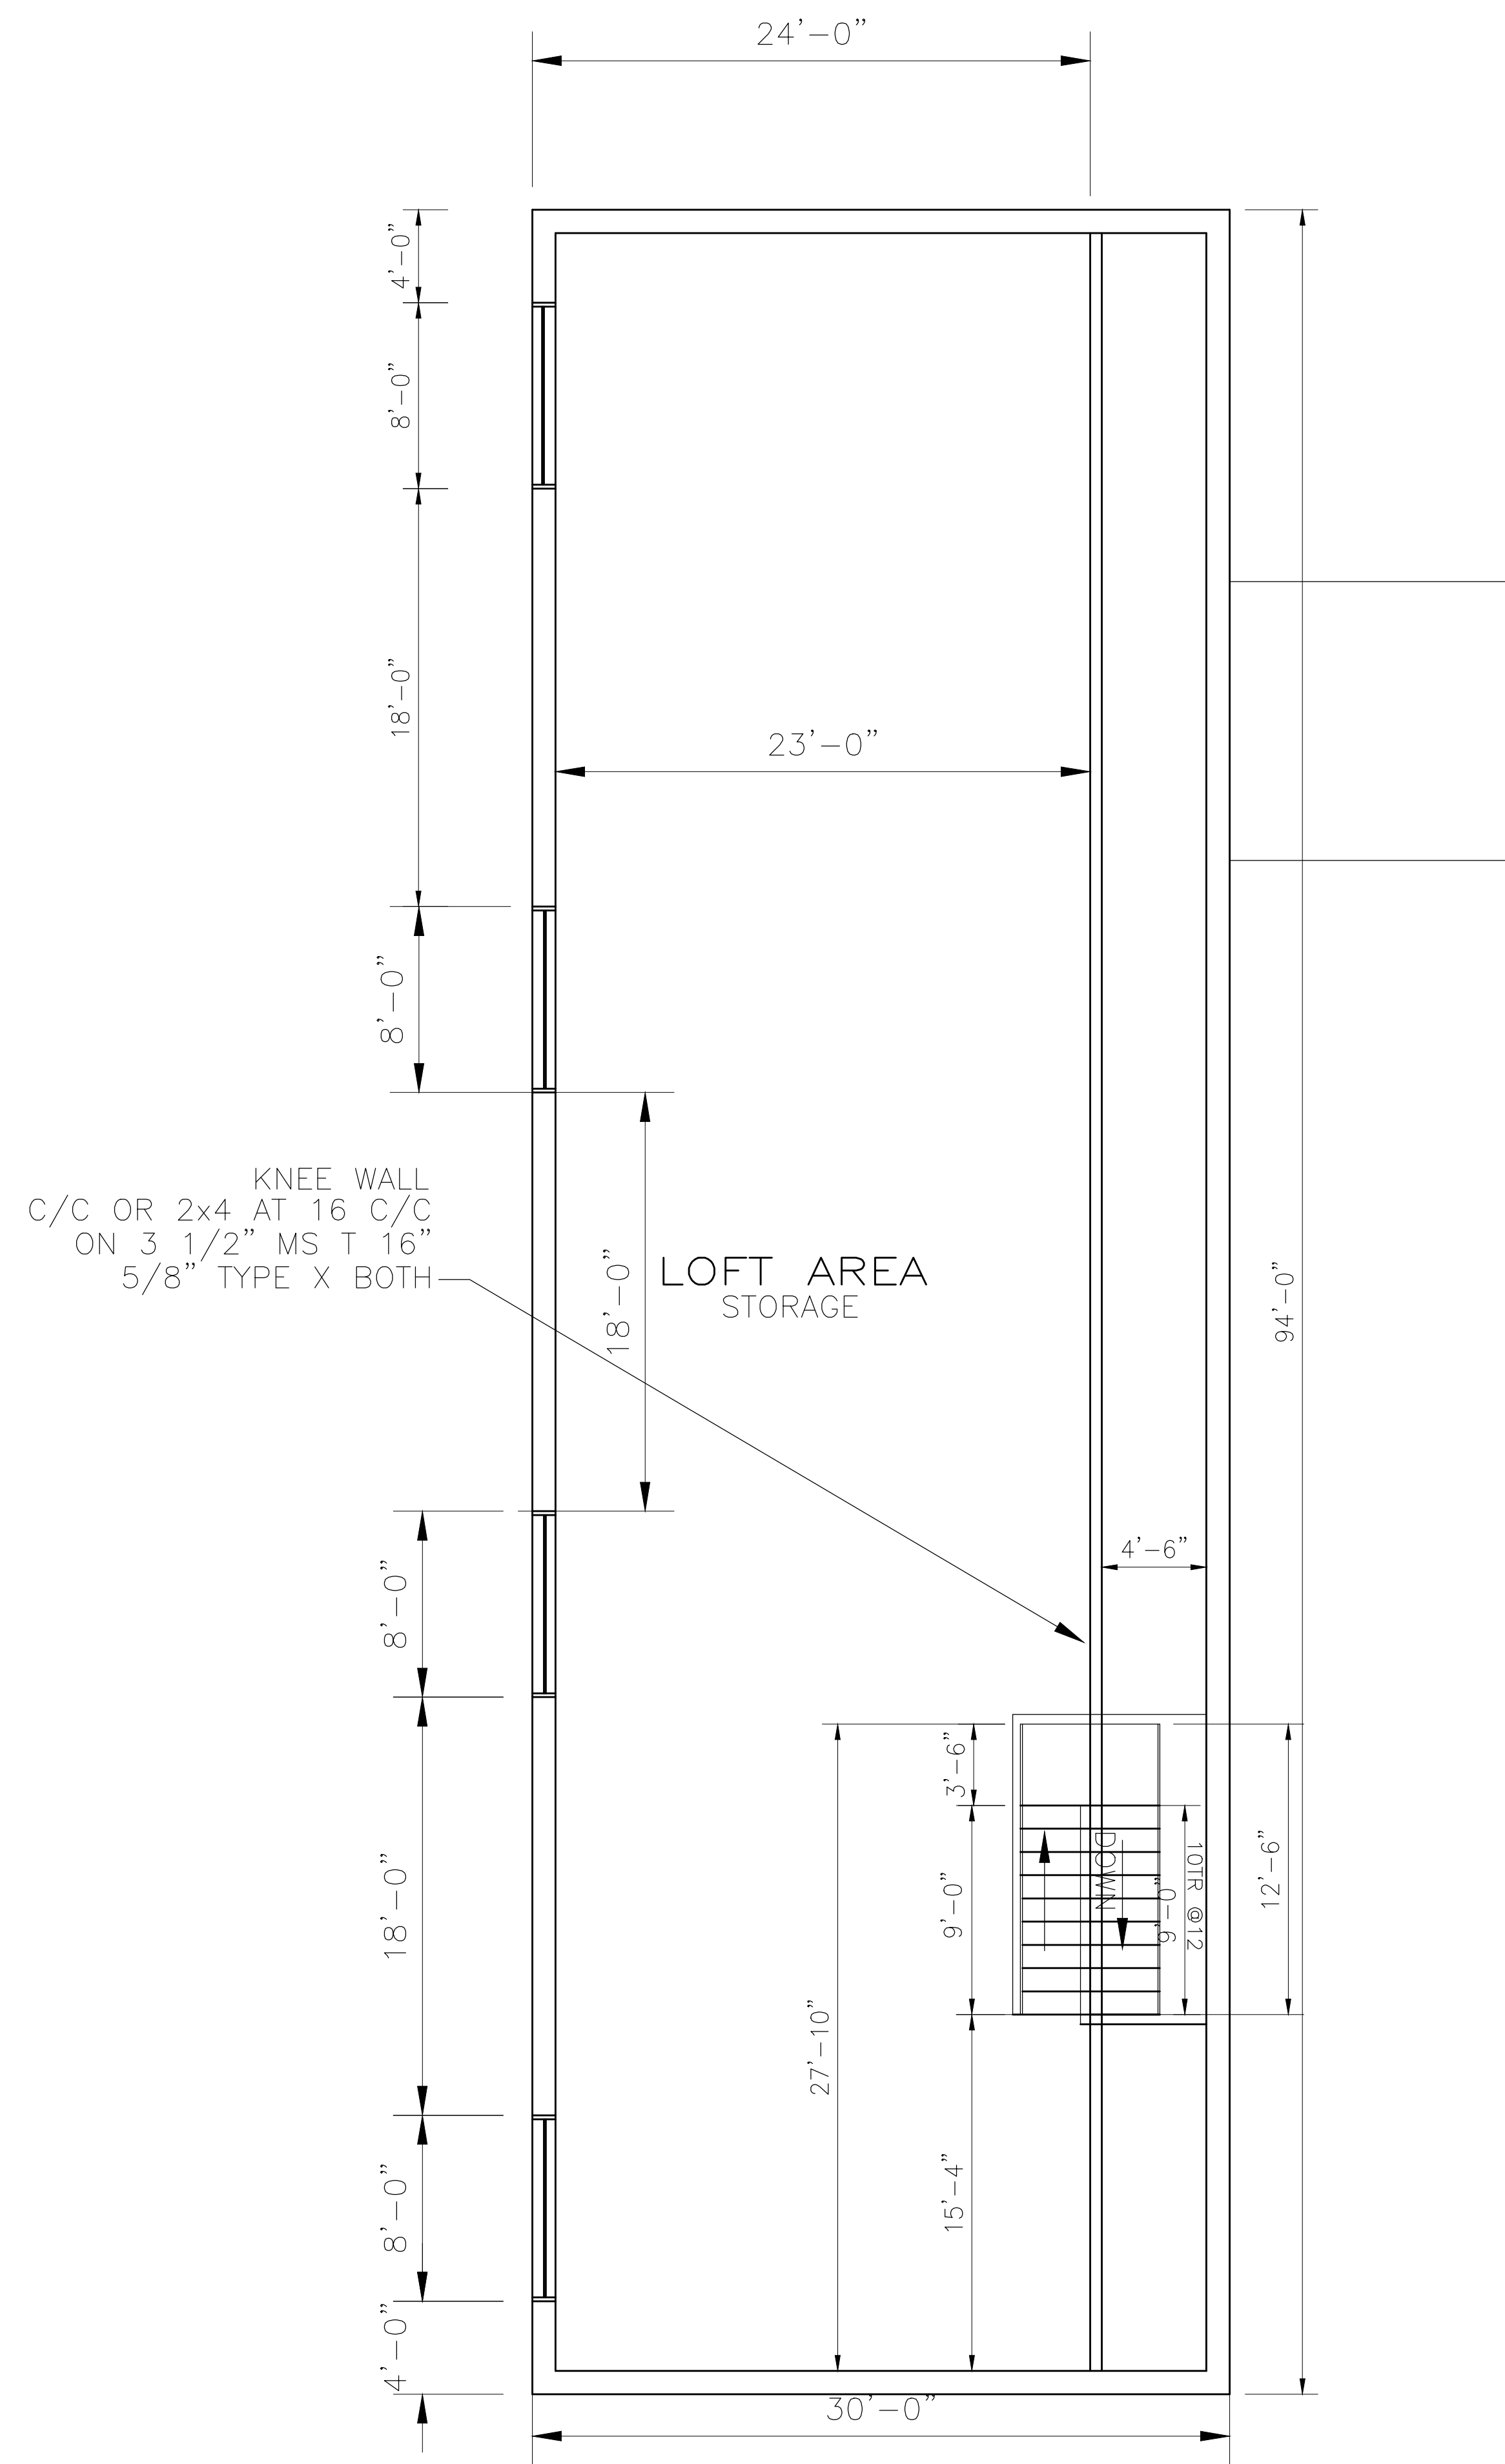 24'-0"
4'-0"
8'-0"
18'-0"
23'-0"
8'-0"
KNEE WALL
C/C OR 2x4 AT 16 C/C
ON 3 1/2" MS T 16"
5/8" TYPE X BOTH
18'-0"
LOFT AREA
STORAGE
94'-0"
4'-6"
8'-0"
3'-6"
18'-0"
9'-0"
DOWN
9'-0"
10TR @12
12'-6"
27'-10"
15'-4"
8'-0"
4'-0"
30'-0"